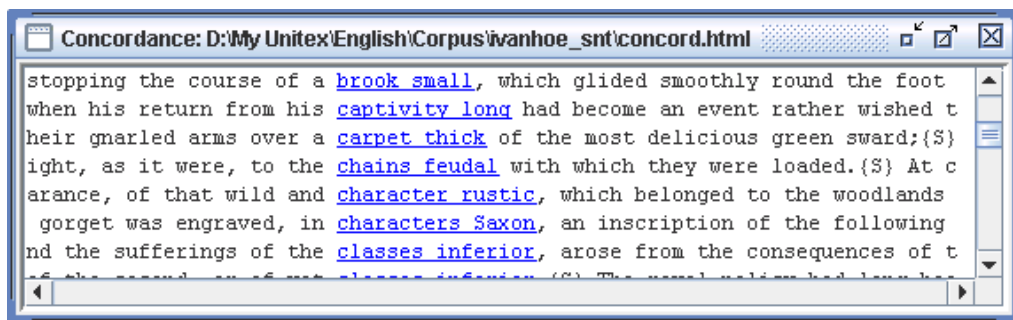 Concordance: D:\My Unitex\English\Corpus\ivanhoe_snt\concord.html
stopping the course of a brook small, which glided smoothly round the foot
when his return from his captivity long had become an event rather wished t
heir gnarled arms over a carpet thick of the most delicious green sward;{S}
ight, as it were, to the chains feudal with which they were loaded.{S} At c
arance, of that wild and character rustic, which belonged to the woodlands
gorget was engraved, in characters Saxon, an inscription of the following
nd the sufferings of the classes inferior, arose from the consequences of t